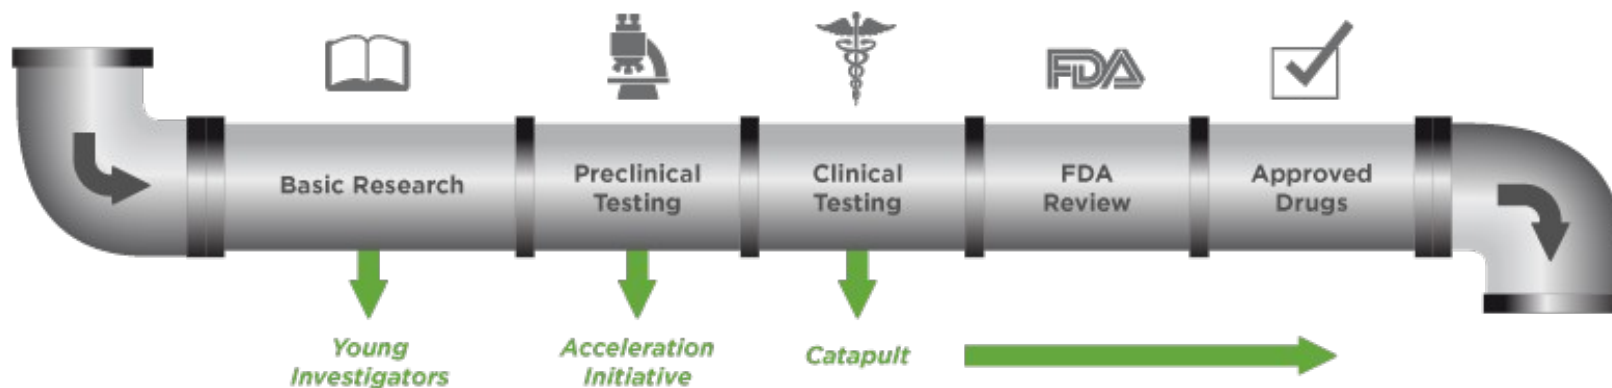 FDA
Basic Research
Preclinical
Testing
Clinical
Testing
FDA
Review
Approved
Drugs
Young
Investigators
Acceleration
Initiative
Catapult